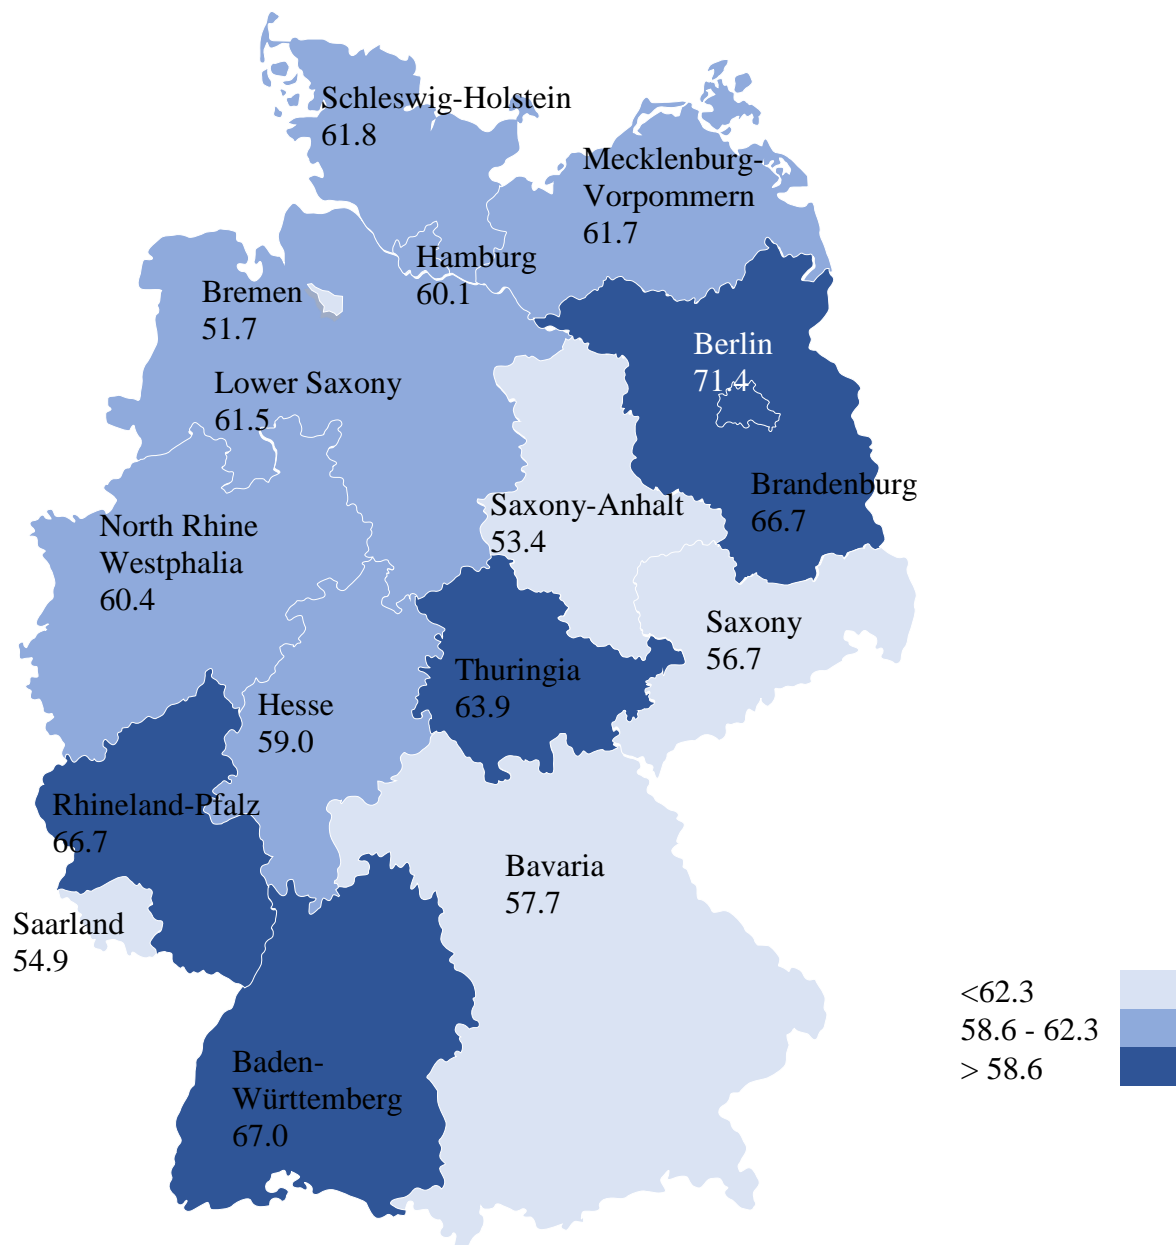 Schleswig-Holstein
61.8
Mecklenburg-
Vorpommern
61.7
Hamburg
60.1
Bremen
51.7
Berlin
71.4
Lower Saxony
61.5
Brandenburg
66.7
Saxony-Anhalt
53.4
North Rhine
Westphalia
60.4
Saxony
56.7
Thuringia
63.9
Hesse
59.0
Rhineland-Pfalz
66.7
Bavaria
57.7
Saarland
54.9
<62.3
58.6 - 62.3
> 58.6
Baden-
Württemberg
67.0